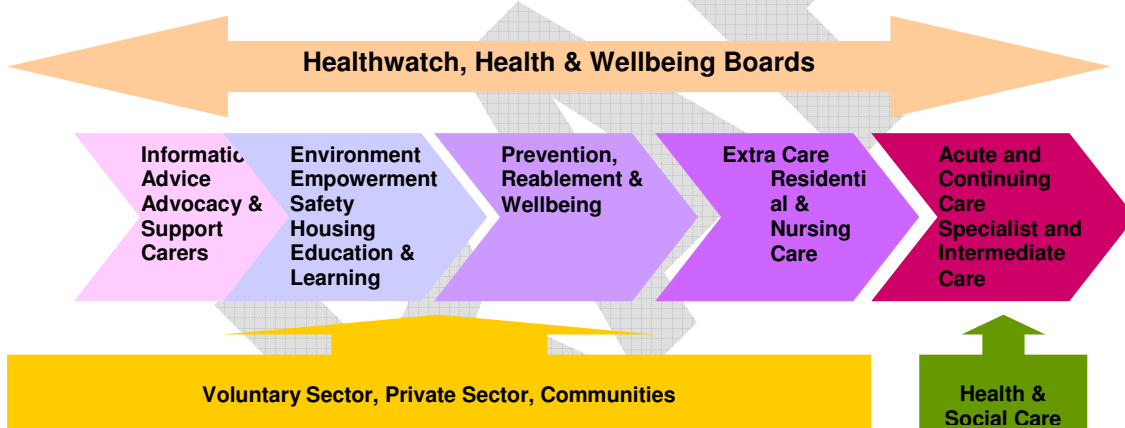 Healthwatch, Health & Wellbeing Boards
Informatio
Advice
Advocacy &
Support
Carers
Environment
Empowerment
Safety
Housing
Education &
Learning
Prevention,
Reablement &
Wellbeing
Extra Care
Residenti
al &
Nursing
Care
Acute and
Continuing
Care
Specialist and
Intermediate
Care
Voluntary Sector, Private Sector, Communities
Health &
Social Care